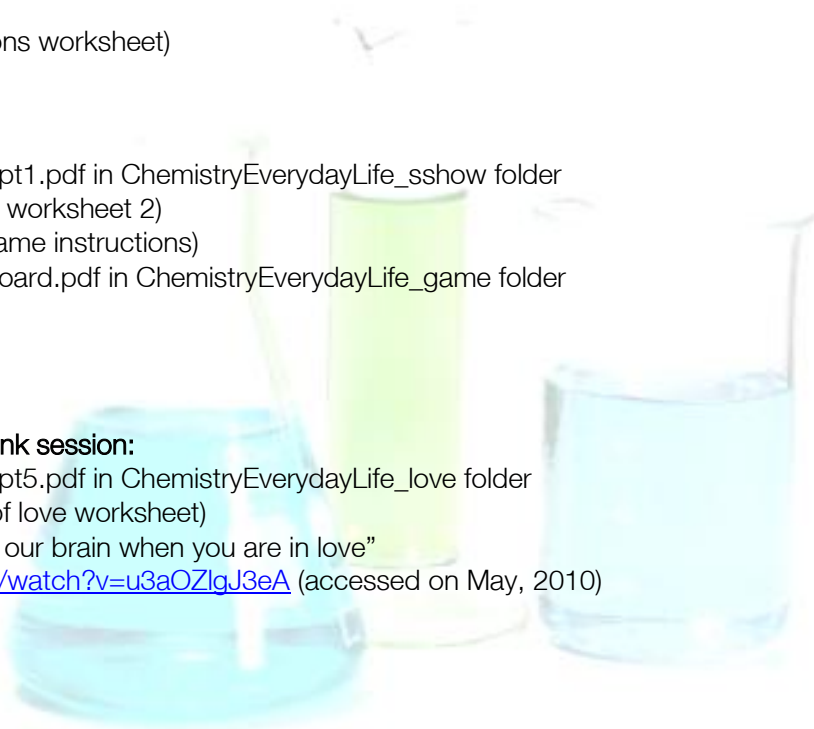 ons worksheet)
pt1.pdf in ChemistryEverydayLife_sshow folder
worksheet 2)
ame instructions)
oard.pdf in ChemistryEverydayLife_game folder
nk session:
pt5.pdf in ChemistryEverydayLife_love folder
of love worksheet)
our brain when you are in love”
/watch?v=u3aOZlgJ3eA (accessed on May, 2010)